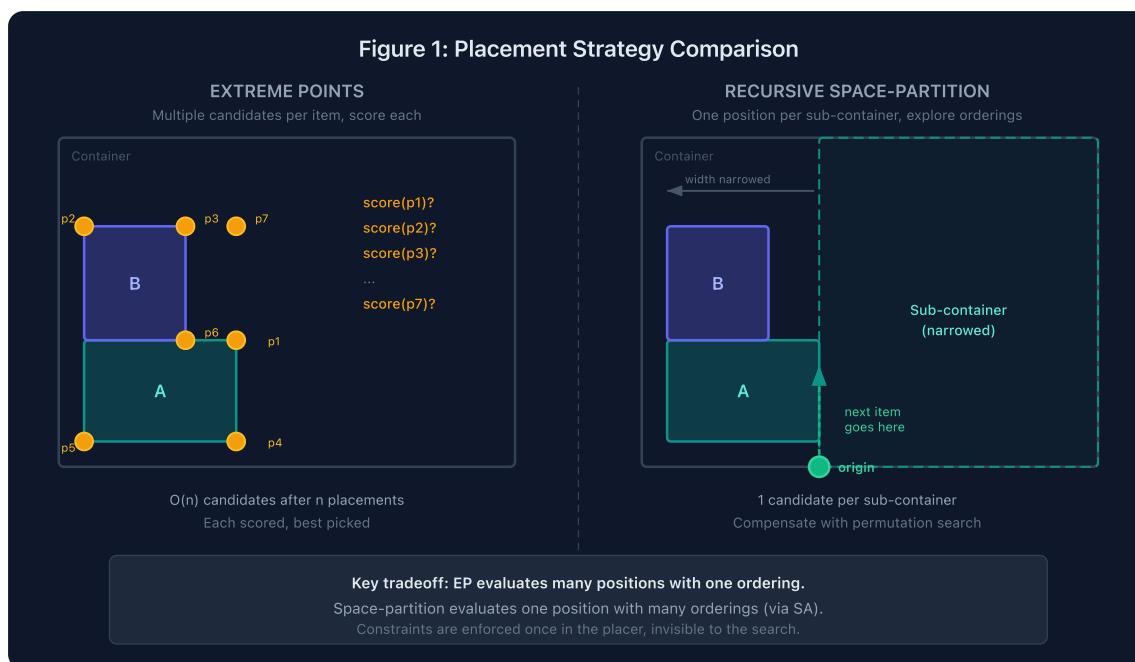 Figure 1: Placement Strategy Comparison
EXTREME POINTS
Multiple candidates per item, score each
Container
p2
p3
p7
score(p1)?
score(p2)?
score(p3)?
...
score(p7)?
B
p6
p1
A
p5
p4
O(n) candidates after n placements
Each scored, best picked
RECURSIVE SPACE-PARTITION
One position per sub-container, explore orderings
Container
width narrowed
B
Sub-container
(narrowed)
A
next item
goes here
origin
1 candidate per sub-container
Compensate with permutation search
Key tradeoff: EP evaluates many positions with one ordering.
Space-partition evaluates one position with many orderings (via SA).
Constraints are enforced once in the placer, invisible to the search.